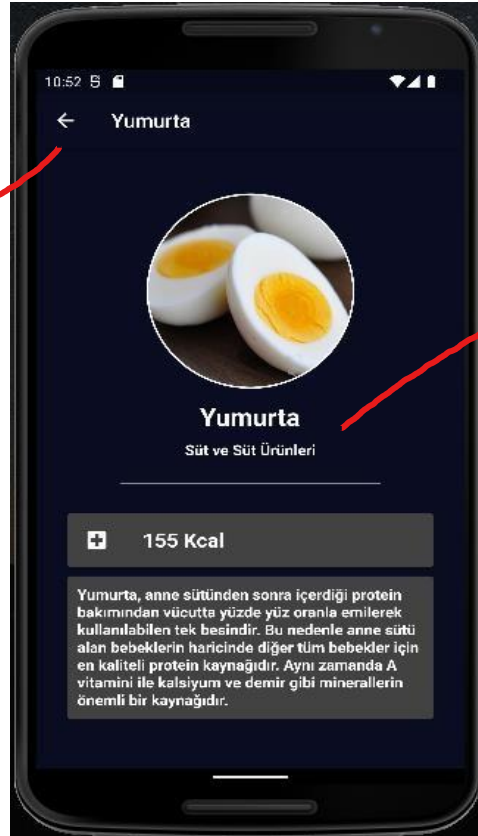 10:52
Yumurta
Yumurta
Süt ve Süt Ürünleri
155 Kcal
Yumurta, anne sütünden sonra içerdiği protein
bakımından vücutta yüzde yüz oranla emilerek
kullanılabilen tek besindir. Bu nedenle anne sütü
alan bebeklerin haricinde diğer tüm bebekler için
en kaliteli protein kaynağıdır. Aynı zamanda A
vitamini ile kalsiyum ve demir gibi minerallerin
önemli bir kaynağıdır.